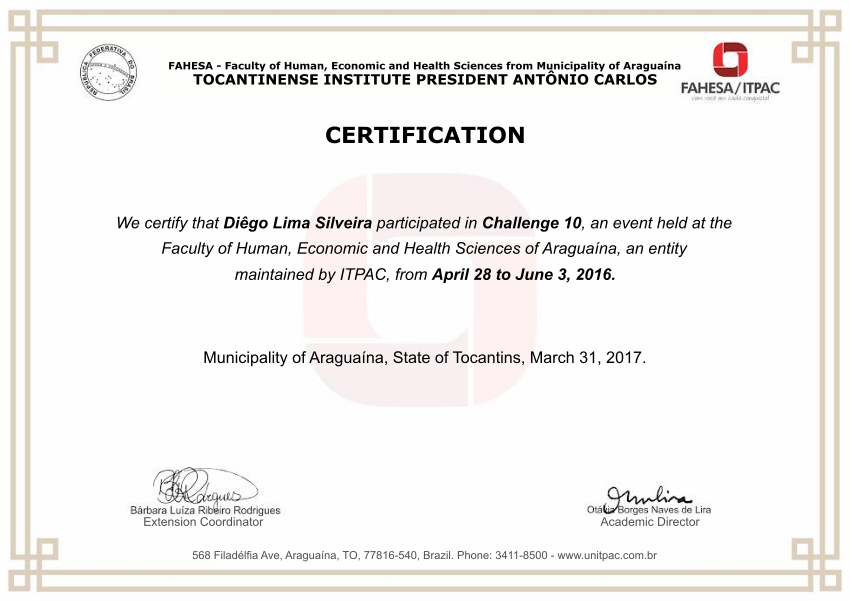 REPÚBLICA FEDERATIVA DO BRASIL
FAHESA - Faculty of Human, Economic and Health Sciences from Municipality of Araguaína
TOCANTINENSE INSTITUTE PRESIDENT ANTÔNIO CARLOS
FAHESA/ITPAC
com você em cada conquista!
CERTIFICATION
We certify that Diêgo Lima Silveira participated in Challenge 10, an event held at the
Faculty of Human, Economic and Health Sciences of Araguaína, an entity
maintained by ITPAC, from April 28 to June 3, 2016.
Municipality of Araguaína, State of Tocantins, March 31, 2017.
Bárbara Luíza Ribeiro Rodrigues
Extension Coordinator
Otávia Borges Naves de Lira
Academic Director
568 Filadélfia Ave, Araguaína, TO, 77816-540, Brazil. Phone: 3411-8500 - www.unitpac.com.br